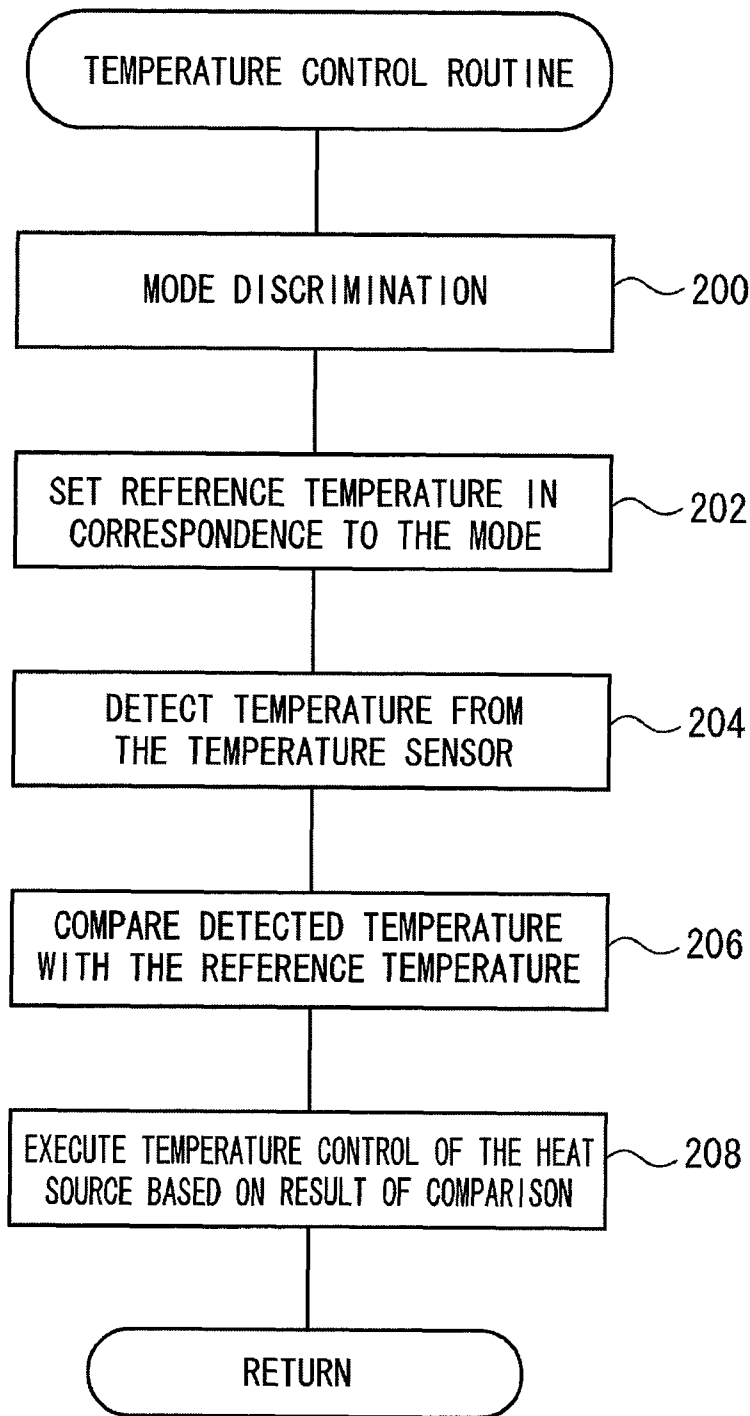 TEMPERATURE CONTROL ROUTINE
MODE DISCRIMINATION
200
SET REFERENCE TEMPERATURE IN
CORRESPONDENCE TO THE MODE
202
DETECT TEMPERATURE FROM
THE TEMPERATURE SENSOR
204
COMPARE DETECTED TEMPERATURE
WITH THE REFERENCE TEMPERATURE
206
EXECUTE TEMPERATURE CONTROL OF THE HEAT
SOURCE BASED ON RESULT OF COMPARISON
208
RETURN